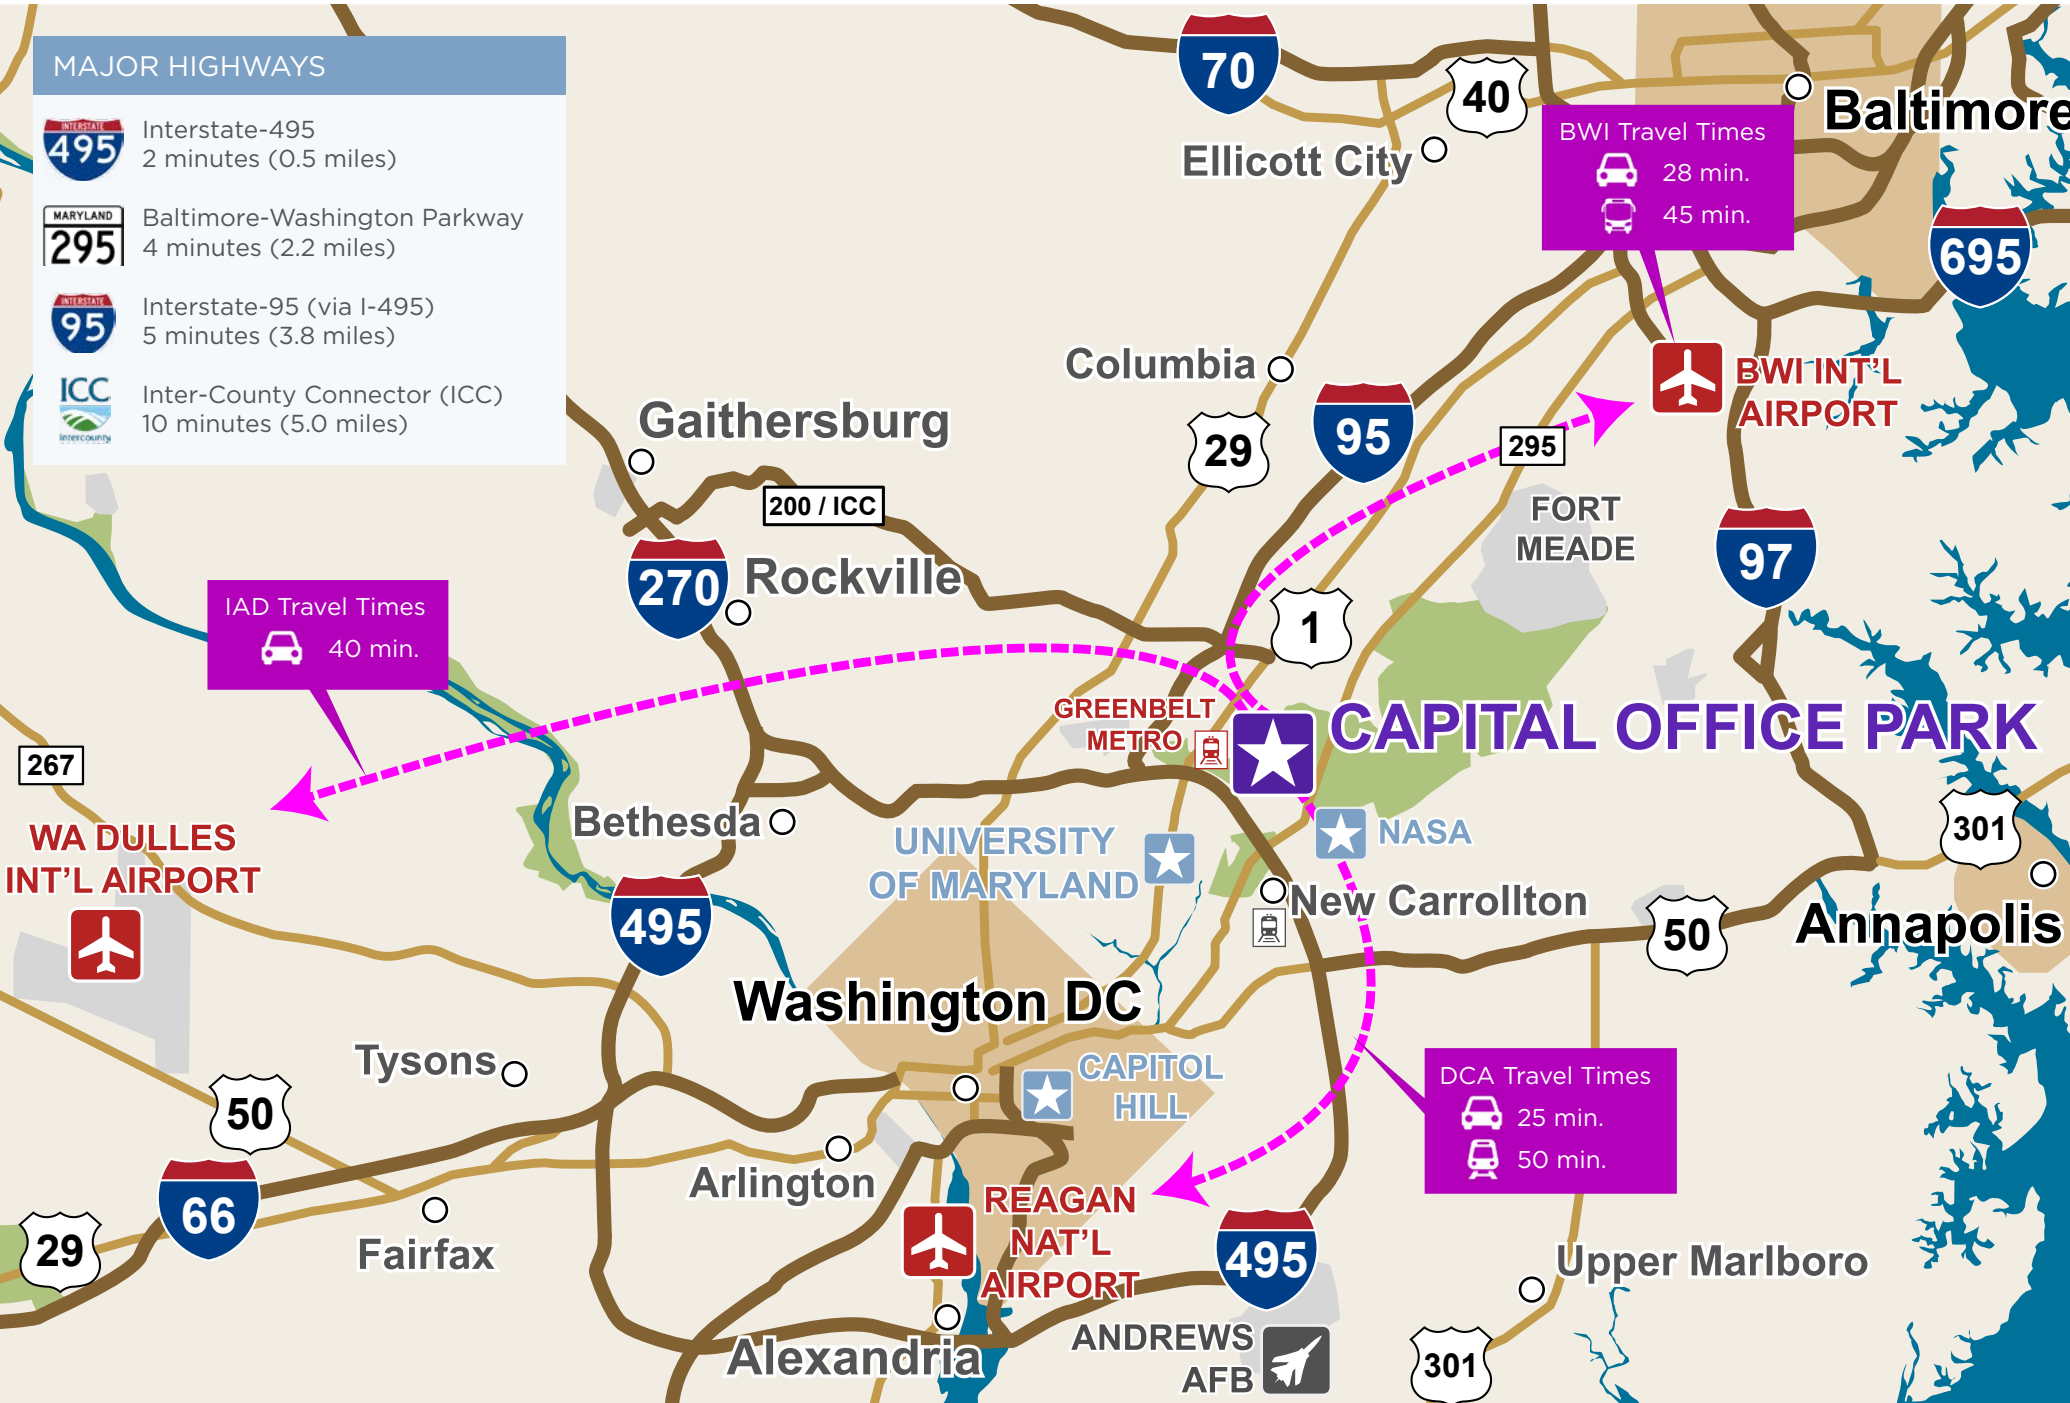 MAJOR HIGHWAYS
INTERSTATE
495
Interstate-495
2 minutes (0.5 miles)
MARYLAND
295
Baltimore-Washington Parkway
4 minutes (2.2 miles)
INTERSTATE
95
Interstate-95 (via I-495)
5 minutes (3.8 miles)
ICC
intercounty
Inter-County Connector (ICC)
10 minutes (5.0 miles)
70
40
Baltimore
Ellicott City
BWI Travel Times
28 min.
45 min.
695
Columbia
BWI INT'L
AIRPORT
Gaithersburg
29
95
295
200 / ICC
FORT
MEADE
97
270
Rockville
1
IAD Travel Times
40 min.
GREENBELT
METRO
CAPITAL OFFICE PARK
267
WA DULLES
INT'L AIRPORT
Bethesda
UNIVERSITY
OF MARYLAND
NASA
301
New Carrollton
495
50
Annapolis
Washington DC
Tysons
CAPITOL
HILL
DCA Travel Times
25 min.
50 min.
50
Arlington
66
REAGAN
NAT'L
AIRPORT
29
Fairfax
495
Upper Marlboro
Alexandria
ANDREWS
AFB
301